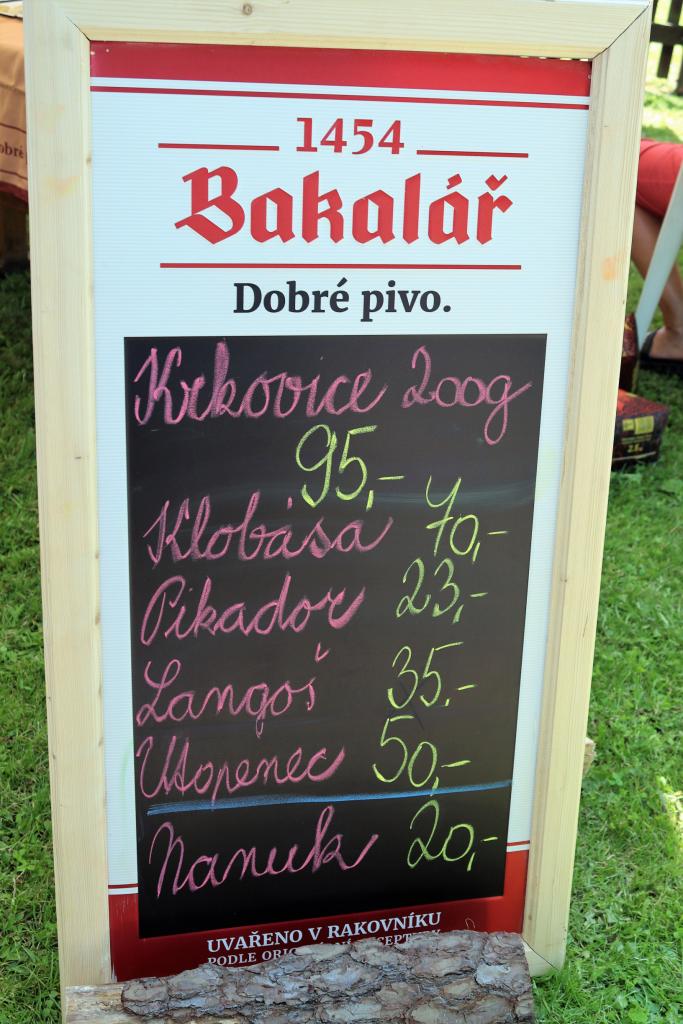 1454
Bakalář
Dobré pivo.
Krkovice 200g
95,-
Klobása 70,-
Pikador 23,-
Langoš 35.-
Utopenec 50,-
Nanuk 20,-
UVAŘENO V RAKOVNÍKU
PODLE